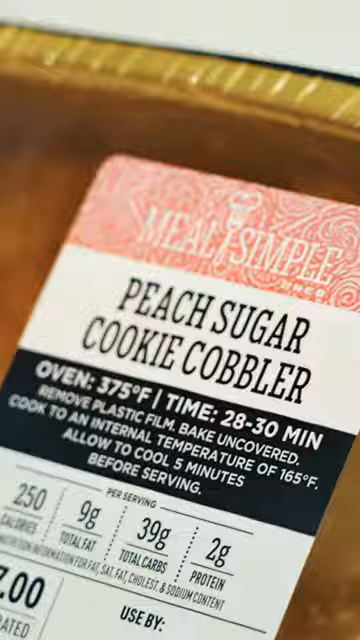 MEAL SIMPLE
PEACH SUGAR
COOKIE COBBLER
OVEN: 375°F | TIME: 28-30 MIN
REMOVE PLASTIC FILM. BAKE UNCOVERED.
COOK TO AN INTERNAL TEMPERATURE OF 165°F.
ALLOW TO COOL 5 MINUTES
BEFORE SERVING.
PER SERVING
250 9g 39g 2g
CALORIES TOTAL FAT TOTAL CARBS PROTEIN
NUTRITION INFORMATION FOR FAT, SAT. FAT, CHOLEST. & SODIUM CONTENT
7.00
USE BY: